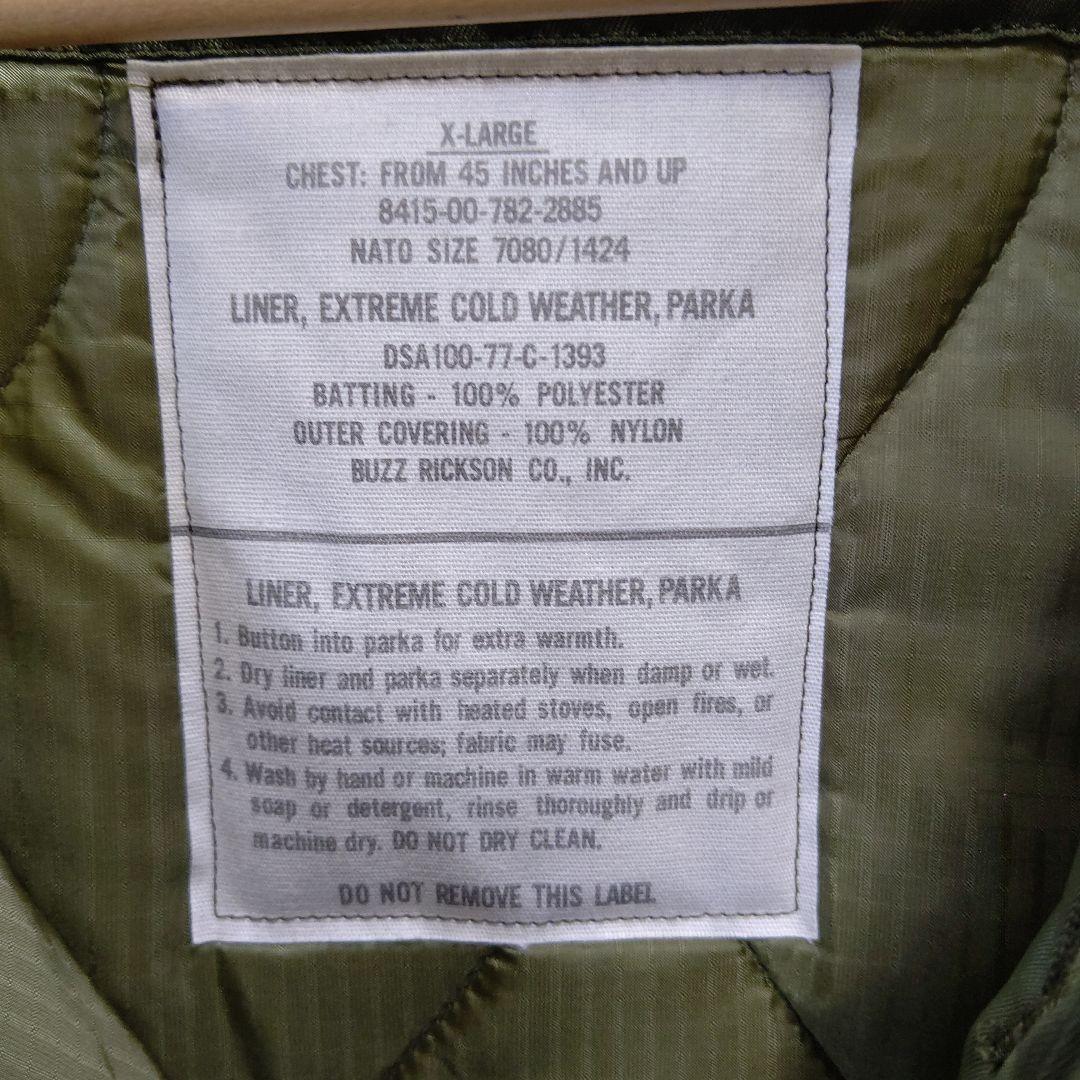 X-LARGE
CHEST: FROM 45 INCHES AND UP
8415-00-782-2885
NATO SIZE 7080/1424
LINER, EXTREME COLD WEATHER, PARKA
DSA100-77-C-1393
BATTING - 100% POLYESTER
OUTER COVERING - 100% NYLON
BUZZ RICKSON CO., INC.
LINER, EXTREME COLD WEATHER, PARKA
1. Button into parka for extra warmth.
2. Dry liner and parka separately when damp or wet.
3. Avoid contact with heated stoves, open fires, or
other heat sources; fabric may fuse.
4. Wash by hand or machine in warm water with mild
soap or detergent, rinse thoroughly and drip or
machine dry. DO NOT DRY CLEAN.
DO NOT REMOVE THIS LABEL